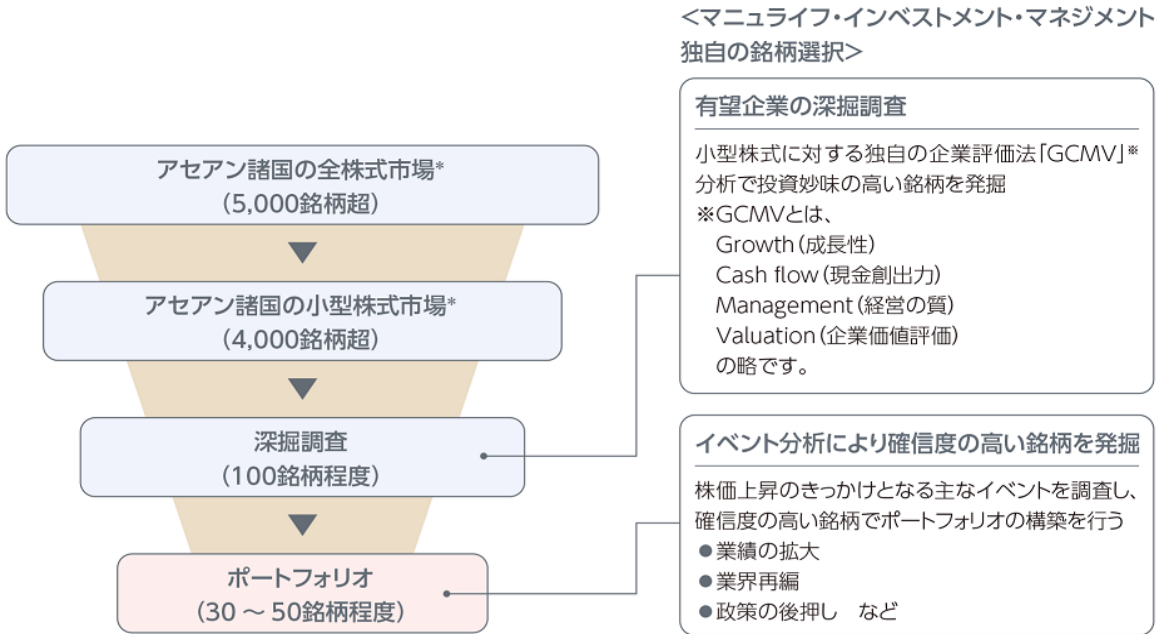 <マニュライフ・インベストメント・マネジメント
独自の銘柄選択>
アセアン諸国の全株式市場*
(5,000銘柄超)
アセアン諸国の小型株式市場*
(4,000銘柄超)
深掘調査
(100銘柄程度)
ポートフォリオ
(30 ～ 50銘柄程度)
有望企業の深掘調査
小型株式に対する独自の企業評価法「GCMV」※
分析で投資妙味の高い銘柄を発掘
※GCMVとは、
Growth(成長性)
Cash flow(現金創出力)
Management(経営の質)
Valuation(企業価値評価)
の略です。
イベント分析により確信度の高い銘柄を発掘
株価上昇のきっかけとなる主なイベントを調査し、
確信度の高い銘柄でポートフォリオの構築を行う
●業績の拡大
●業界再編
●政策の後押し　など